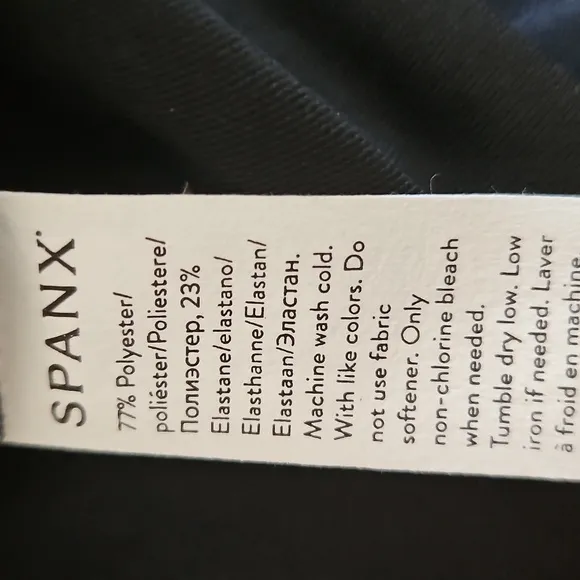 SPANX®
77% Polyester/
poliéster/Poliestere/
Полиэстер, 23%
Elastane/elastano/
Elasthanne/Elastan/
Elastaan/Эластан.
Machine wash cold.
With like colors. Do
not use fabric
softener. Only
non-chlorine bleach
when needed.
Tumble dry low. Low
iron if needed. Laver
à froid en machine